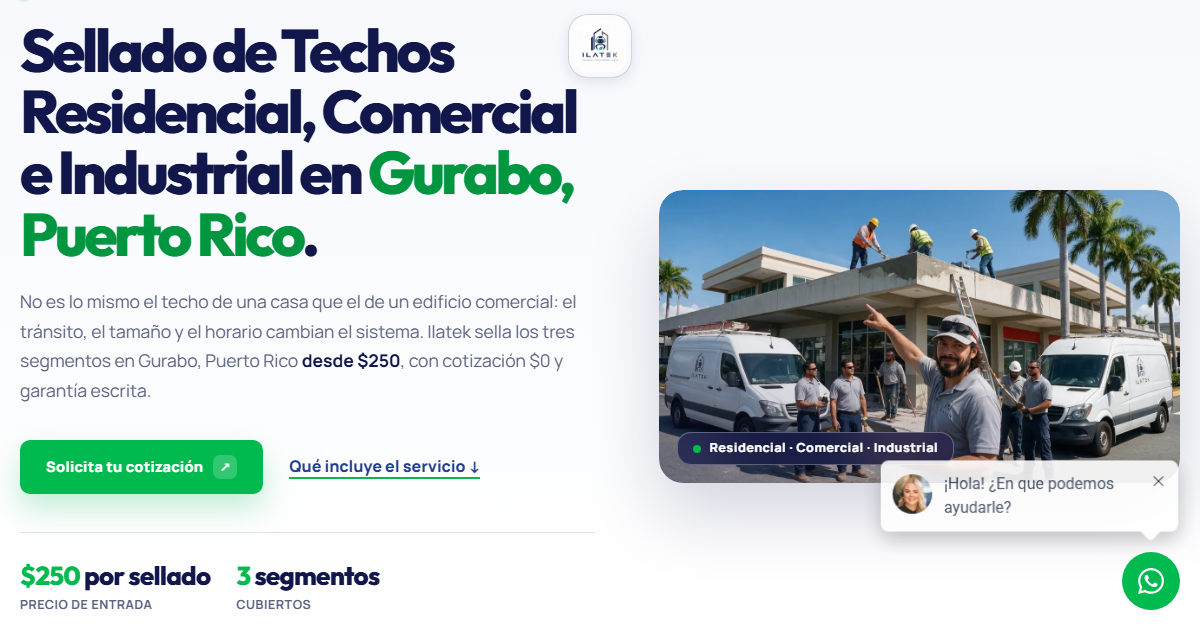 Sellado de Techos
Residencial, Comercial
e Industrial en Gurabo,
Puerto Rico.
ILATEK
No es lo mismo el techo de una casa que el de un edificio comercial: el
tránsito, el tamaño y el horario cambian el sistema. Ilatek sella los tres
segmentos en Gurabo, Puerto Rico desde $250, con cotización $0 y
garantía escrita.
Solicita tu cotización ↗
Qué incluye el servicio ↓
$250 por sellado
PRECIO DE ENTRADA
3 segmentos
CUBIERTOS
ILATEK
ILATEK
Residencial · Comercial · Industrial
¡Hola! ¿En que podemos
ayudarle?